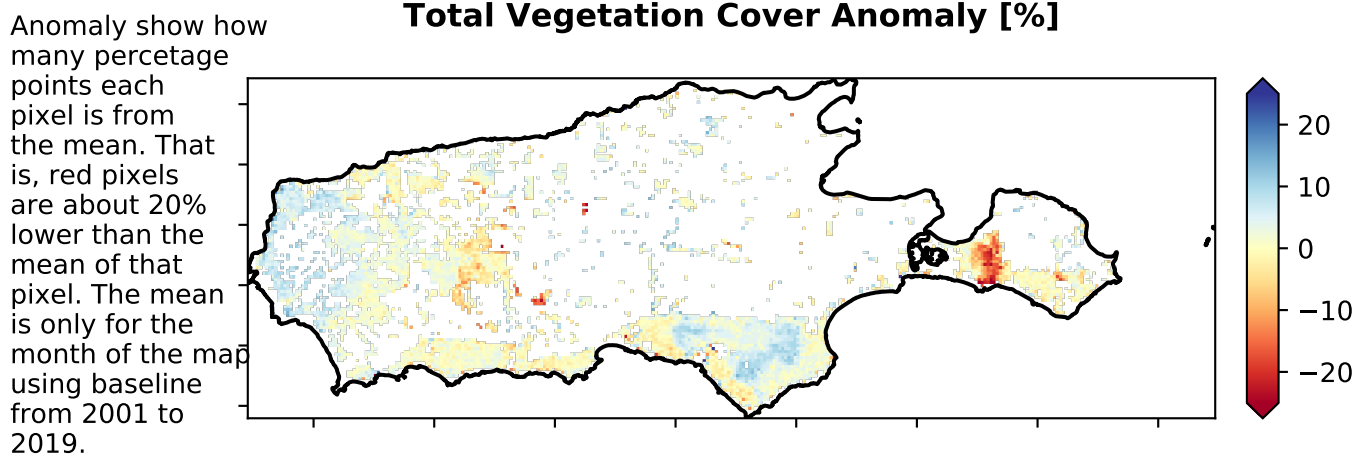 Total Vegetation Cover Anomaly [%]
Anomaly show how
many percetage
points each
pixel is from
the mean. That
is, red pixels
are about 20%
lower than the
mean of that
pixel. The mean
is only for the
month of the map
using baseline
from 2001 to
2019.
20
10
0
−10
−20